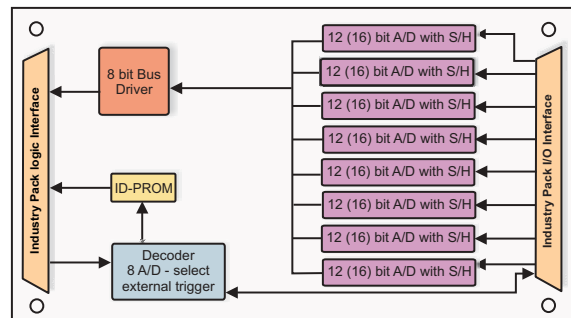 Industry Pack logic Interface
8 bit Bus
Driver
ID-PROM
Decoder
8 A/D - select
external trigger
12 (16) bit A/D with S/H
12 (16) bit A/D with S/H
12 (16) bit A/D with S/H
12 (16) bit A/D with S/H
12 (16) bit A/D with S/H
12 (16) bit A/D with S/H
12 (16) bit A/D with S/H
12 (16) bit A/D with S/H
Industry Pack I/O Interface